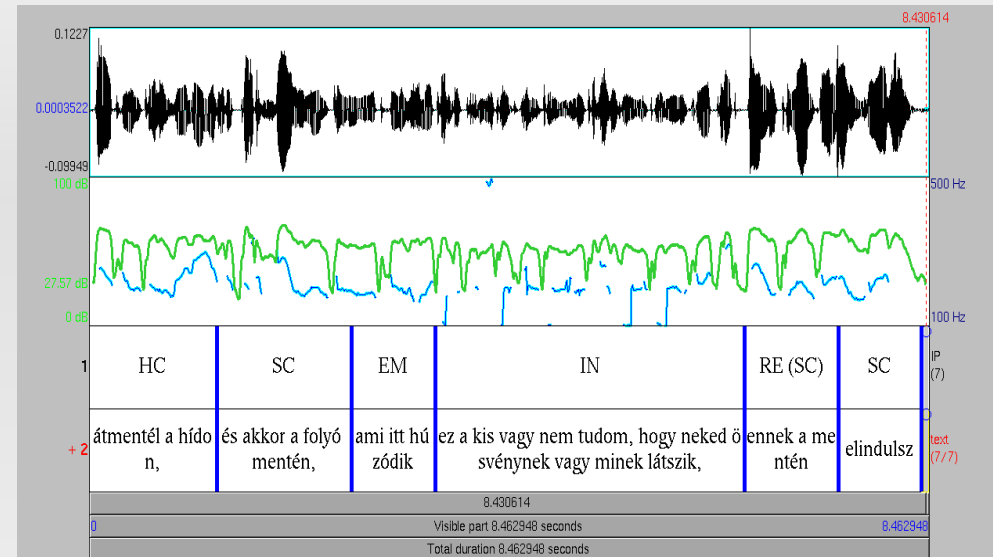 8.430614
0.1227
0.0003522
-0.09949
100 dB
500 Hz
27.57 dB
0 dB
100 Hz
1
HC
SC
EM
IN
RE (SC)
SC
IP
(7)
+ 2
átmentél a hído
n,
és akkor a folyó
mentén,
ami itt hú
zódik
ez a kis vagy nem tudom, hogy neked ö
svénynek vagy minek látszik,
ennek a me
ntén
elindulsz
text
(7/7)
8.430614
0
Visible part 8.462948 seconds
8.462948
Total duration 8.462948 seconds